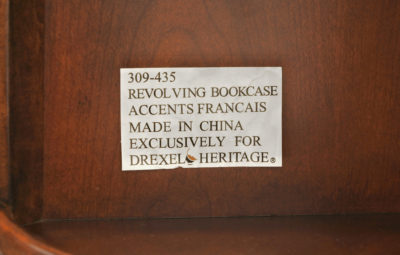 309-435
REVOLVING BOOKCASE
ACCENTS FRANCAIS
MADE IN CHINA
EXCLUSIVELY FOR
DREXEL HERITAGE®